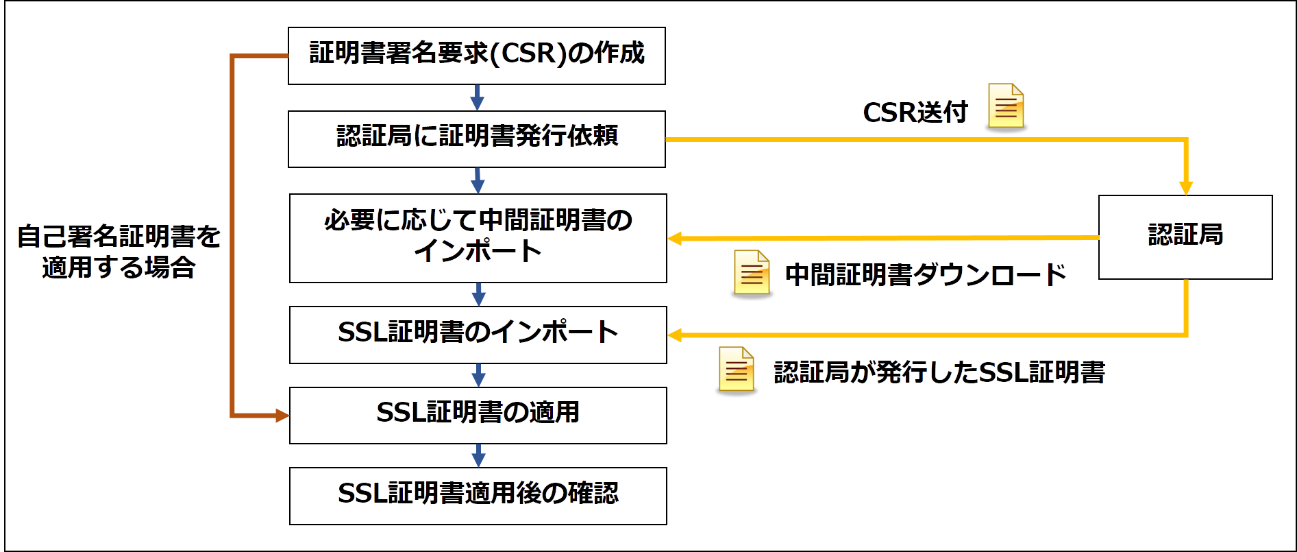 証明書署名要求(CSR)の作成
CSR送付
認証局に証明書発行依頼
必要に応じて中間証明書の
インポート
認証局
自己署名証明書を
適用する場合
中間証明書ダウンロード
SSL証明書のインポート
認証局が発行したSSL証明書
SSL証明書の適用
SSL証明書適用後の確認